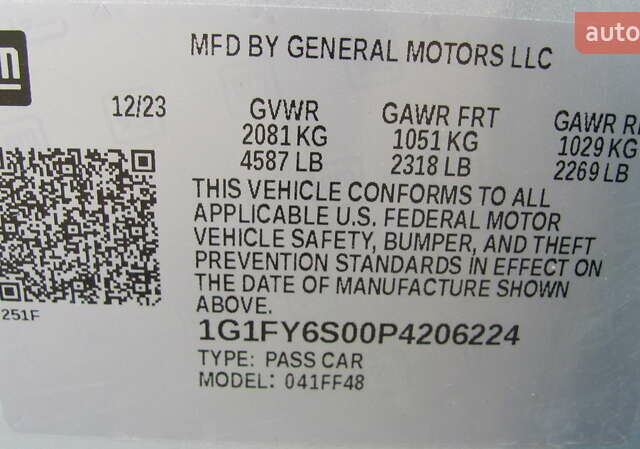 auto
m
MFD BY GENERAL MOTORS LLC
12/23 GVWR GAWR FRT GAWR
2081 KG 1051 KG 1029 KG
4587 LB 2318 LB 2269 LB
THIS VEHICLE CONFORMS TO ALL
APPLICABLE U.S. FEDERAL MOTOR
VEHICLE SAFETY, BUMPER, AND THEFT
PREVENTION STANDARDS IN EFFECT ON
THE DATE OF MANUFACTURE SHOWN
ABOVE.
251F
1G1FY6S00P4206224
TYPE: PASS CAR
MODEL: 041FF48